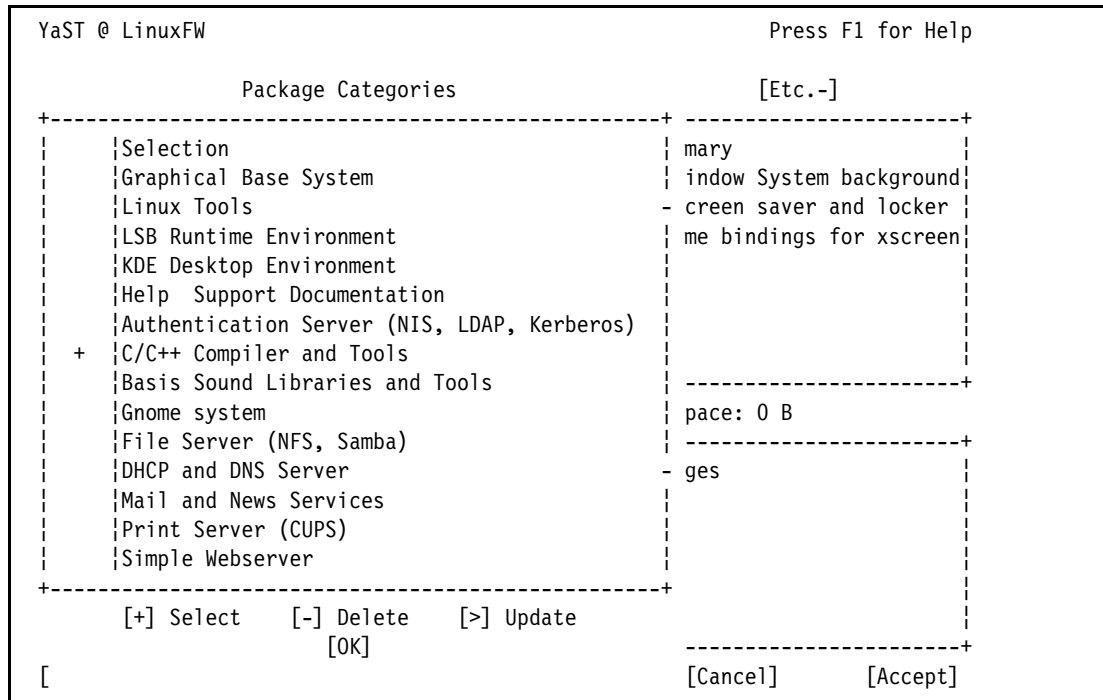 YaST @ LinuxFW                                               Press F1 for Help
                 Package Categories                         [Etc.-]
+---------------------------------------------------+ -----------------------+
¦     ¦Selection                                    ¦ mary                   ¦
¦     ¦Graphical Base System                        ¦ indow System background¦
¦     ¦Linux Tools                                  - creen saver and locker ¦
¦     ¦LSB Runtime Environment                      ¦ me bindings for xscreen¦
¦     ¦KDE Desktop Environment                      ¦                        ¦
¦     ¦Help  Support Documentation                  ¦                        ¦
¦     ¦Authentication Server (NIS, LDAP, Kerberos)  ¦                        ¦
¦  +  ¦C/C++ Compiler and Tools                     ¦                        ¦
¦     ¦Basis Sound Libraries and Tools              ¦ -----------------------+
¦     ¦Gnome system                                 ¦ pace: 0 B
¦     ¦File Server (NFS, Samba)                     ¦ -----------------------+
¦     ¦DHCP and DNS Server                          - ges                    ¦
¦     ¦Mail and News Services                       ¦                        ¦
¦     ¦Print Server (CUPS)                          ¦                        ¦
¦     ¦Simple Webserver                             ¦                        ¦
+---------------------------------------------------+                        ¦
       [+] Select    [-] Delete    [>] Update                                ¦
                        [OK]                          -----------------------+
[                                                     [Cancel]       [Accept]